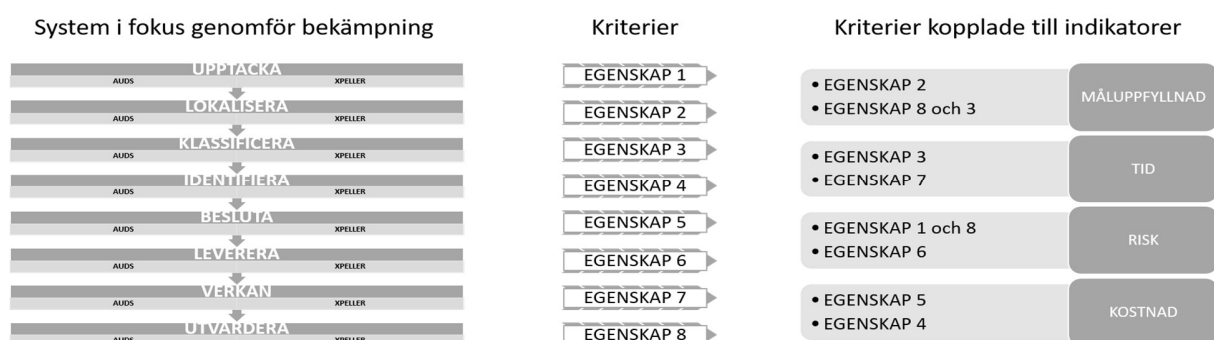 System i fokus genomför bekämpning
UPPTÄCKA
AUDS XPELLER
LOKALISERA
AUDS XPELLER
KLASSIFICERA
AUDS XPELLER
IDENTIFIERA
AUDS XPELLER
BESLUTA
AUDS XPELLER
LEVERERA
AUDS XPELLER
VERKAN
AUDS XPELLER
UTVÄRDERA
AUDS XPELLER
Kriterier
EGENSKAP 1
EGENSKAP 2
EGENSKAP 3
EGENSKAP 4
EGENSKAP 5
EGENSKAP 6
EGENSKAP 7
EGENSKAP 8
Kriterier kopplade till indikatorer
• EGENSKAP 2
• EGENSKAP 8 och 3
MÅLUPPFYLLNAD
• EGENSKAP 3
• EGENSKAP 7
TID
• EGENSKAP 1 och 8
• EGENSKAP 6
RISK
• EGENSKAP 5
• EGENSKAP 4
KOSTNAD